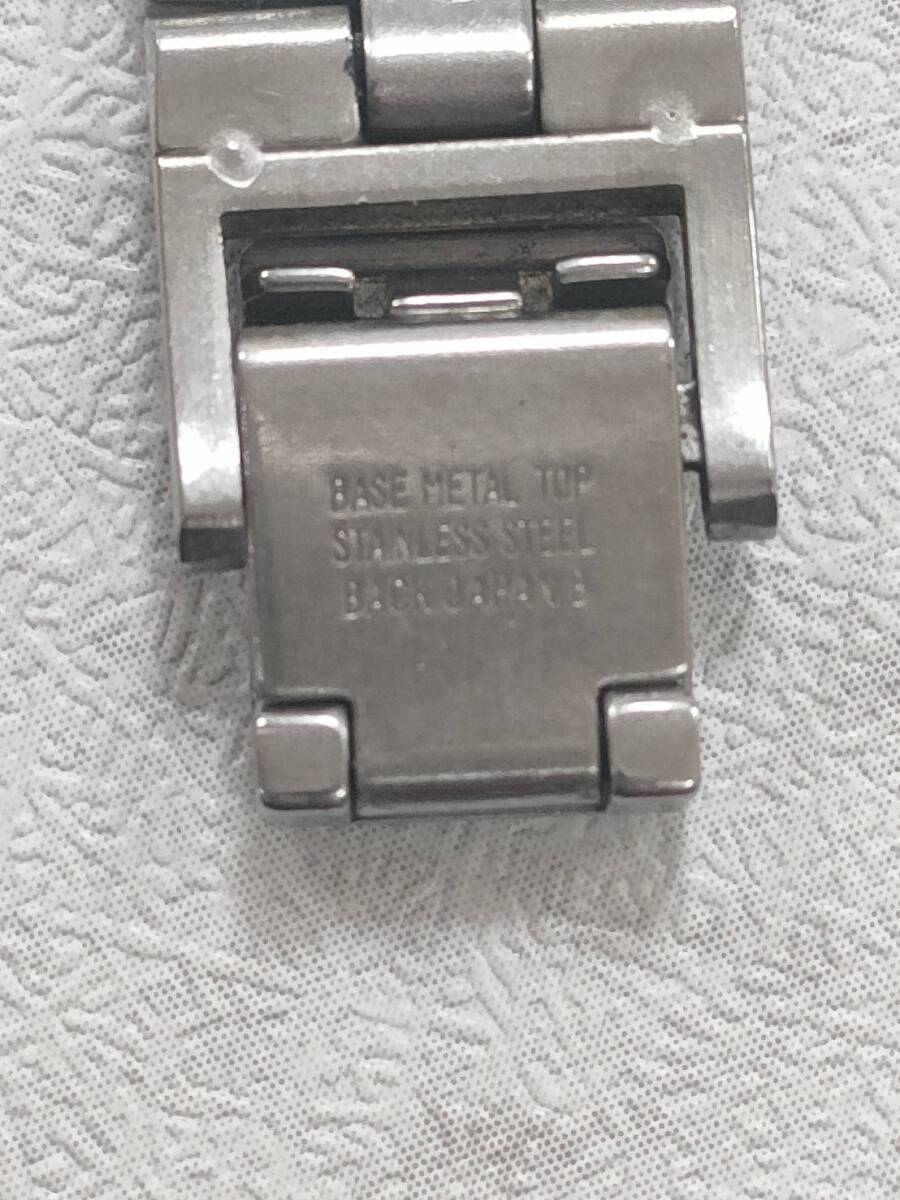 BASE METAL TOP
STAINLESS STEEL
BACK JAPAN B